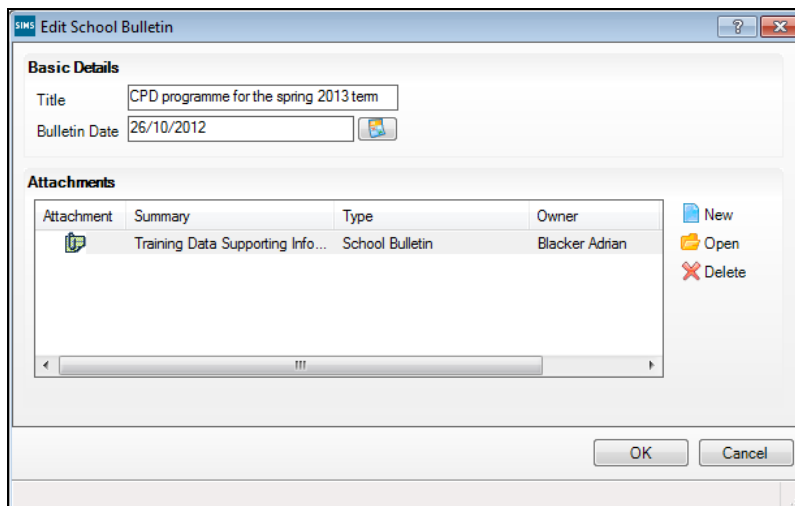 SIMS Edit School Bulletin
Basic Details
Title CPD programme for the spring 2013 term
Bulletin Date 26/10/2012
Attachments
Attachment Summary Type Owner New
Training Data Supporting Info... School Bulletin Blacker Adrian Open
Delete
OK Cancel